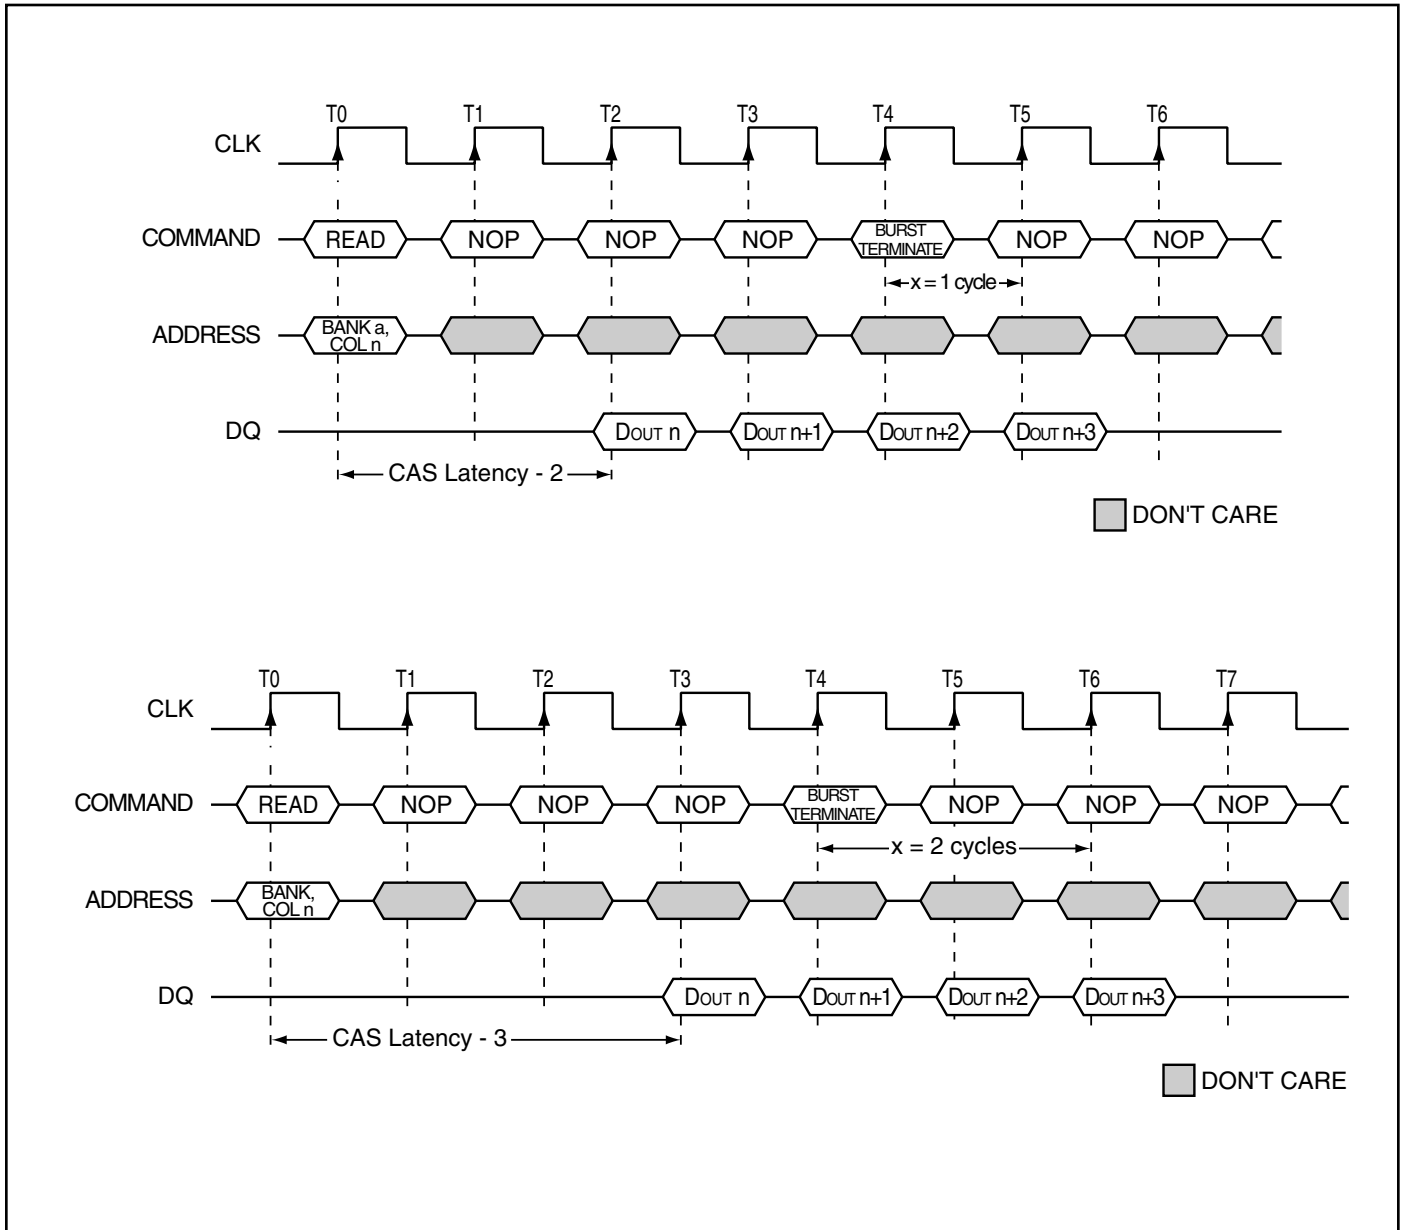 T0 T1 T2 T3 T4 T5 T6
CLK
COMMAND READ NOP NOP NOP BURST TERMINATE NOP NOP
x = 1 cycle
ADDRESS BANK a, COL n
DQ DOUT n DOUT n+1 DOUT n+2 DOUT n+3
CAS Latency - 2
DON'T CARE
T0 T1 T2 T3 T4 T5 T6 T7
CLK
COMMAND READ NOP NOP NOP BURST TERMINATE NOP NOP NOP
x = 2 cycles
ADDRESS BANK, COL n
DQ DOUT n DOUT n+1 DOUT n+2 DOUT n+3
CAS Latency - 3
DON'T CARE